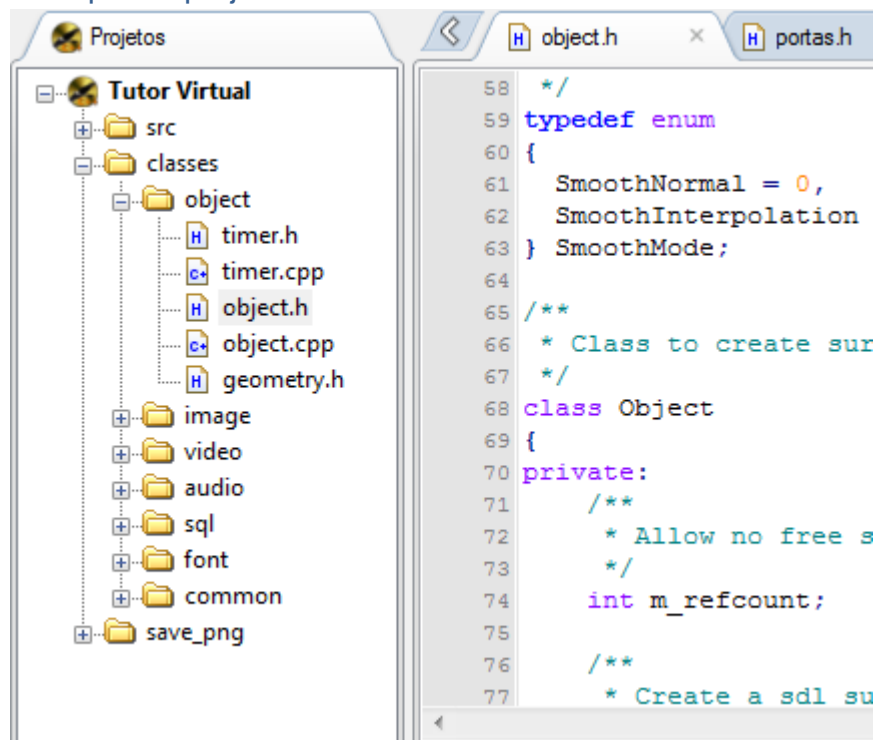 Projetos
Tutor Virtual
src
classes
object
timer.h
timer.cpp
object.h
object.cpp
geometry.h
image
video
audio
sql
font
common
save_png
object.h
portas.h
58 */
59 typedef enum
60 {
61 SmoothNormal = 0,
62 SmoothInterpolation
63 } SmoothMode;
64
65 /**
66 * Class to create sur
67 */
68 class Object
69 {
70 private:
71 /**
72 * Allow no free s
73 */
74 int m_refcount;
75
76 /**
77 * Create a sdl su